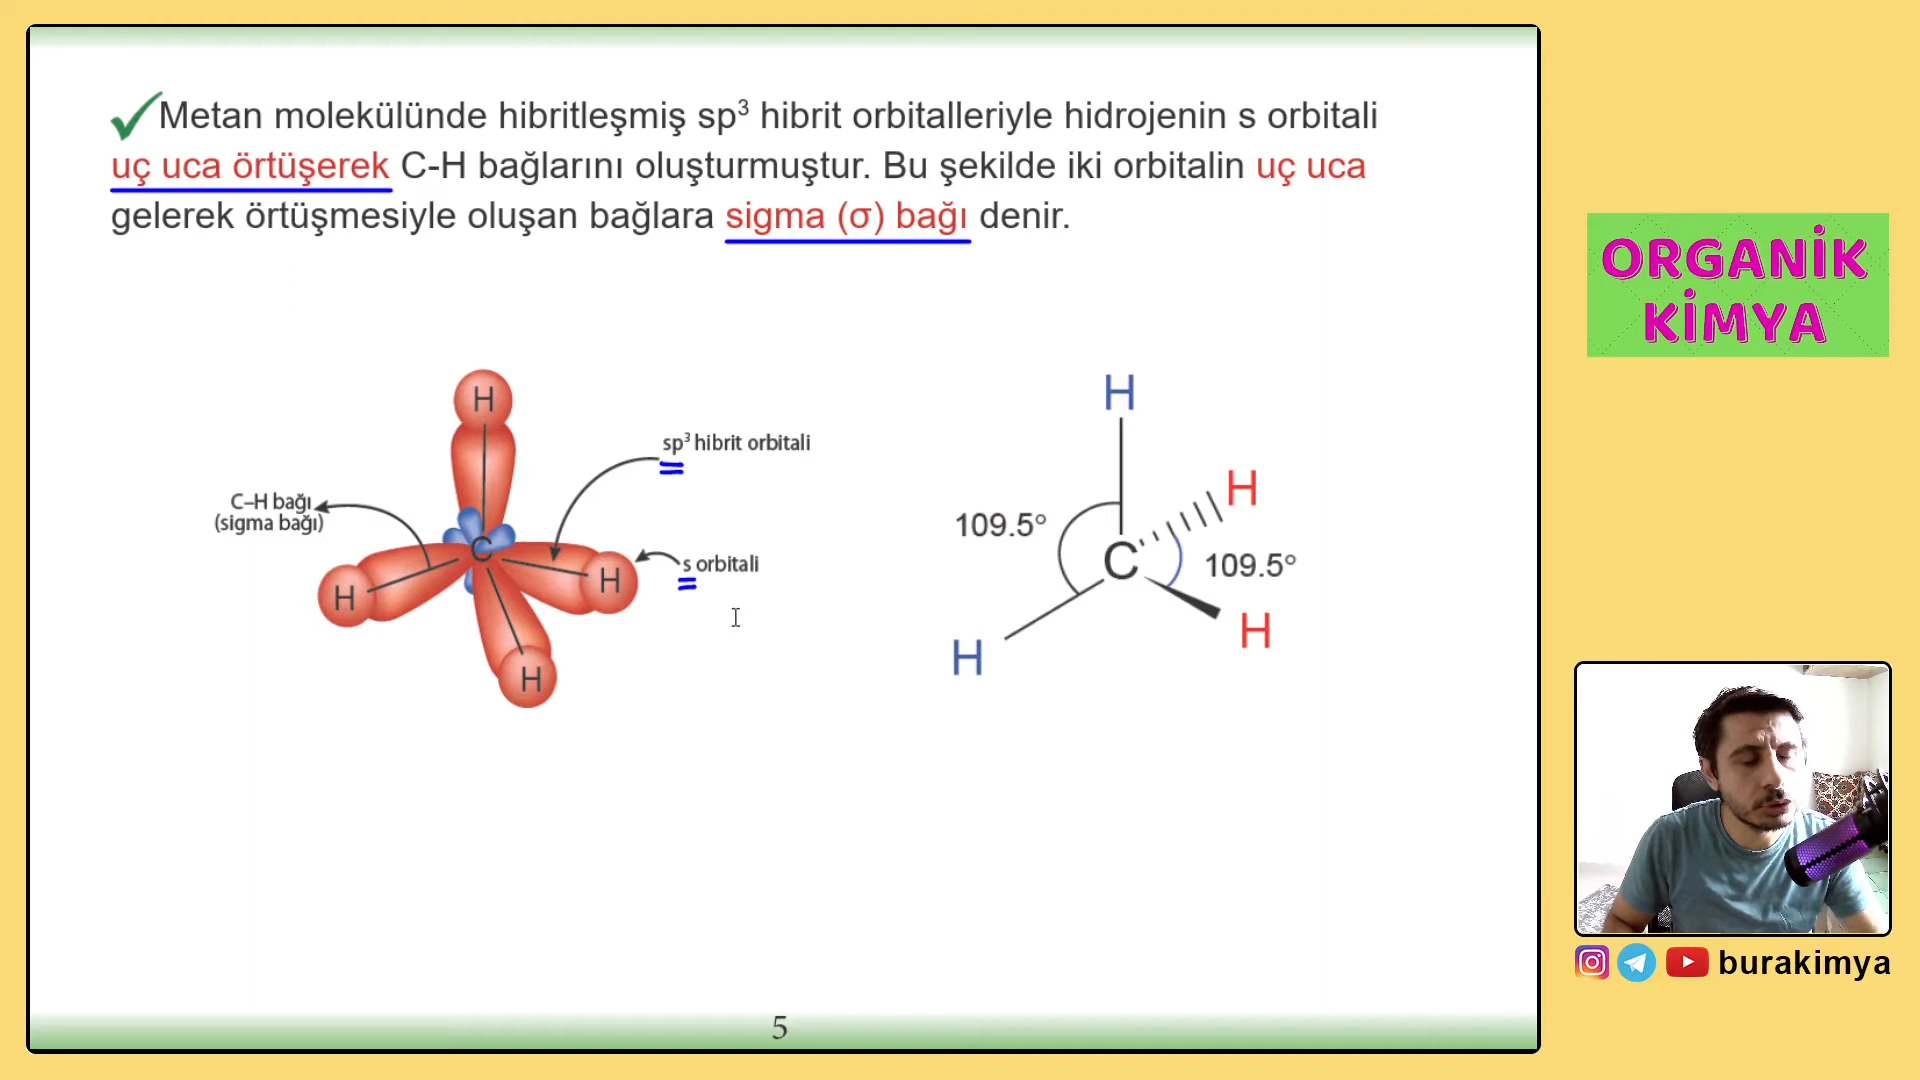 Metan molekülünde hibritleşmiş sp³ hibrit orbitalleriyle hidrojenin s orbitali
uç uca örtüşerek C-H bağlarını oluşturmuştur. Bu şekilde iki orbitalin uç uca
gelerek örtüşmesiyle oluşan bağlara sigma (σ) bağı denir.
H
sp³ hibrit orbitali
C–H bağı
(sigma bağı)
C
s orbitali
H
H
H
H
H
109.5°
C
109.5°
H
H
5
ORGANİK
KİMYA
burakimya